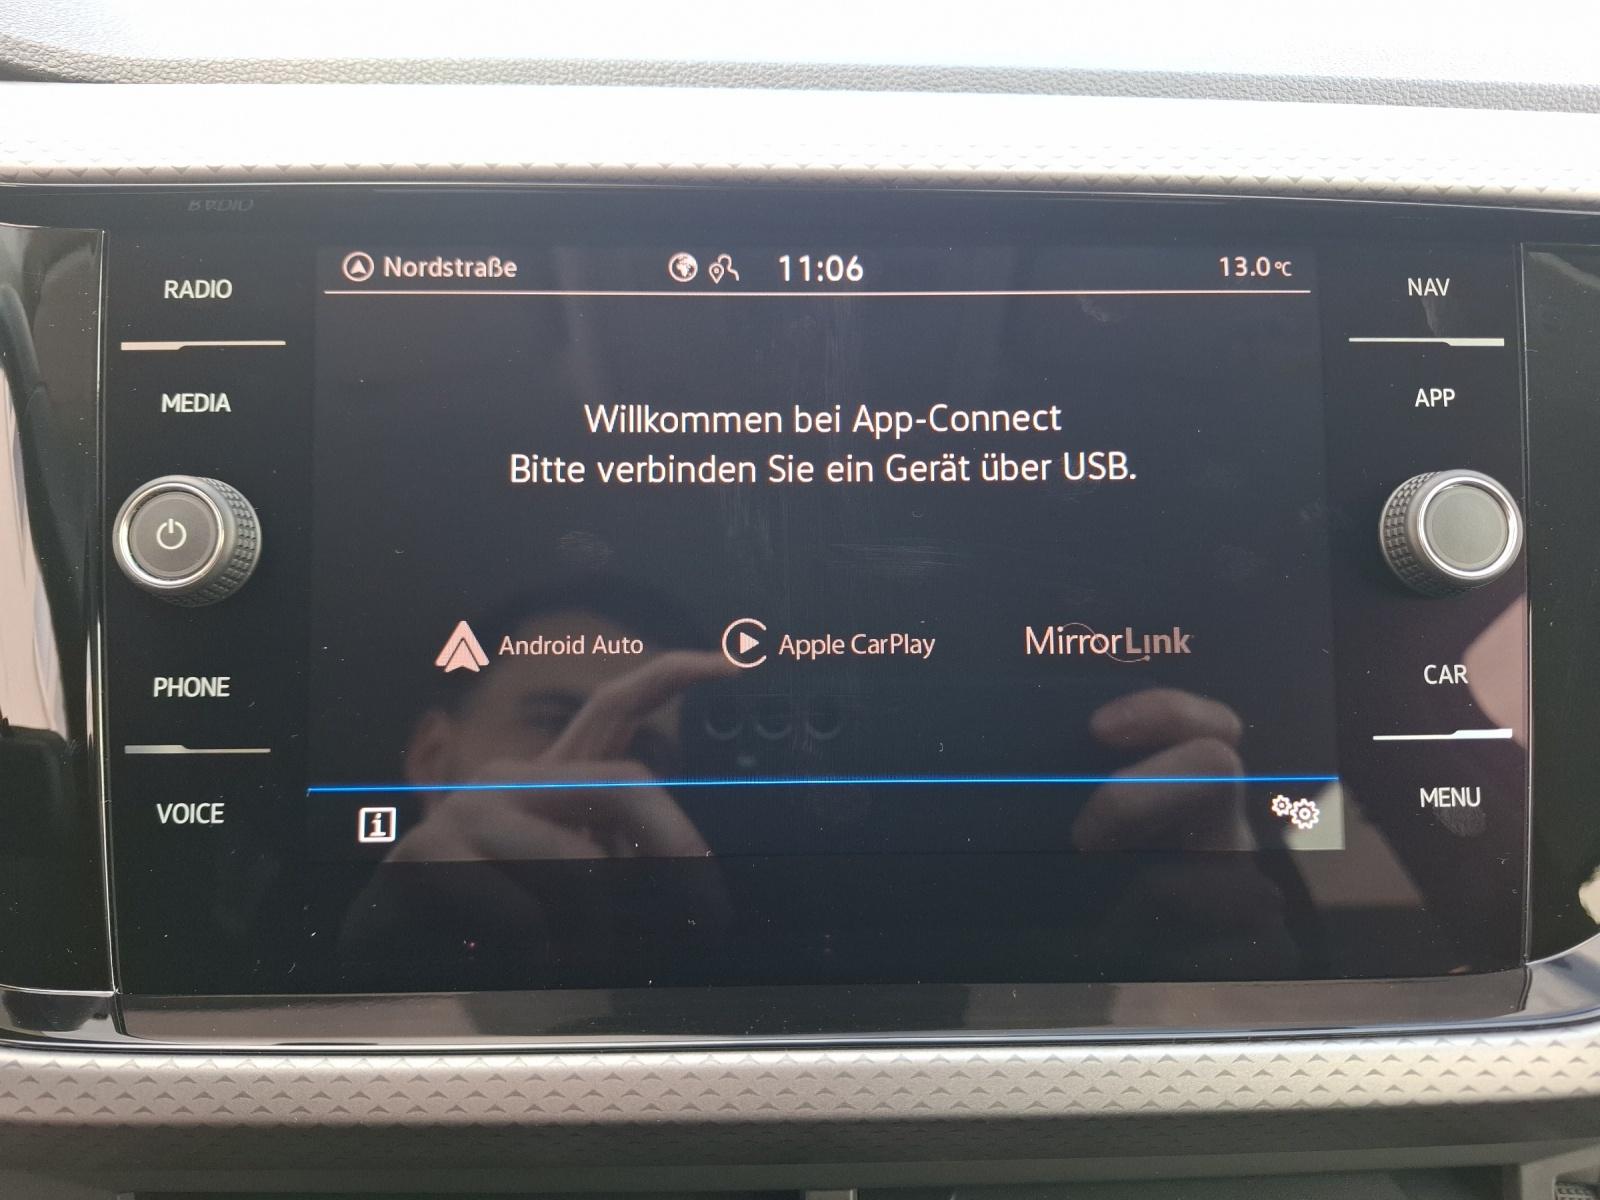 RADIO
MEDIA
PHONE
VOICE
Nordstraße 11:06 13.0°C
Willkommen bei App-Connect
Bitte verbinden Sie ein Gerät über USB.
Android Auto Apple CarPlay MirrorLink
i
NAV
APP
CAR
MENU